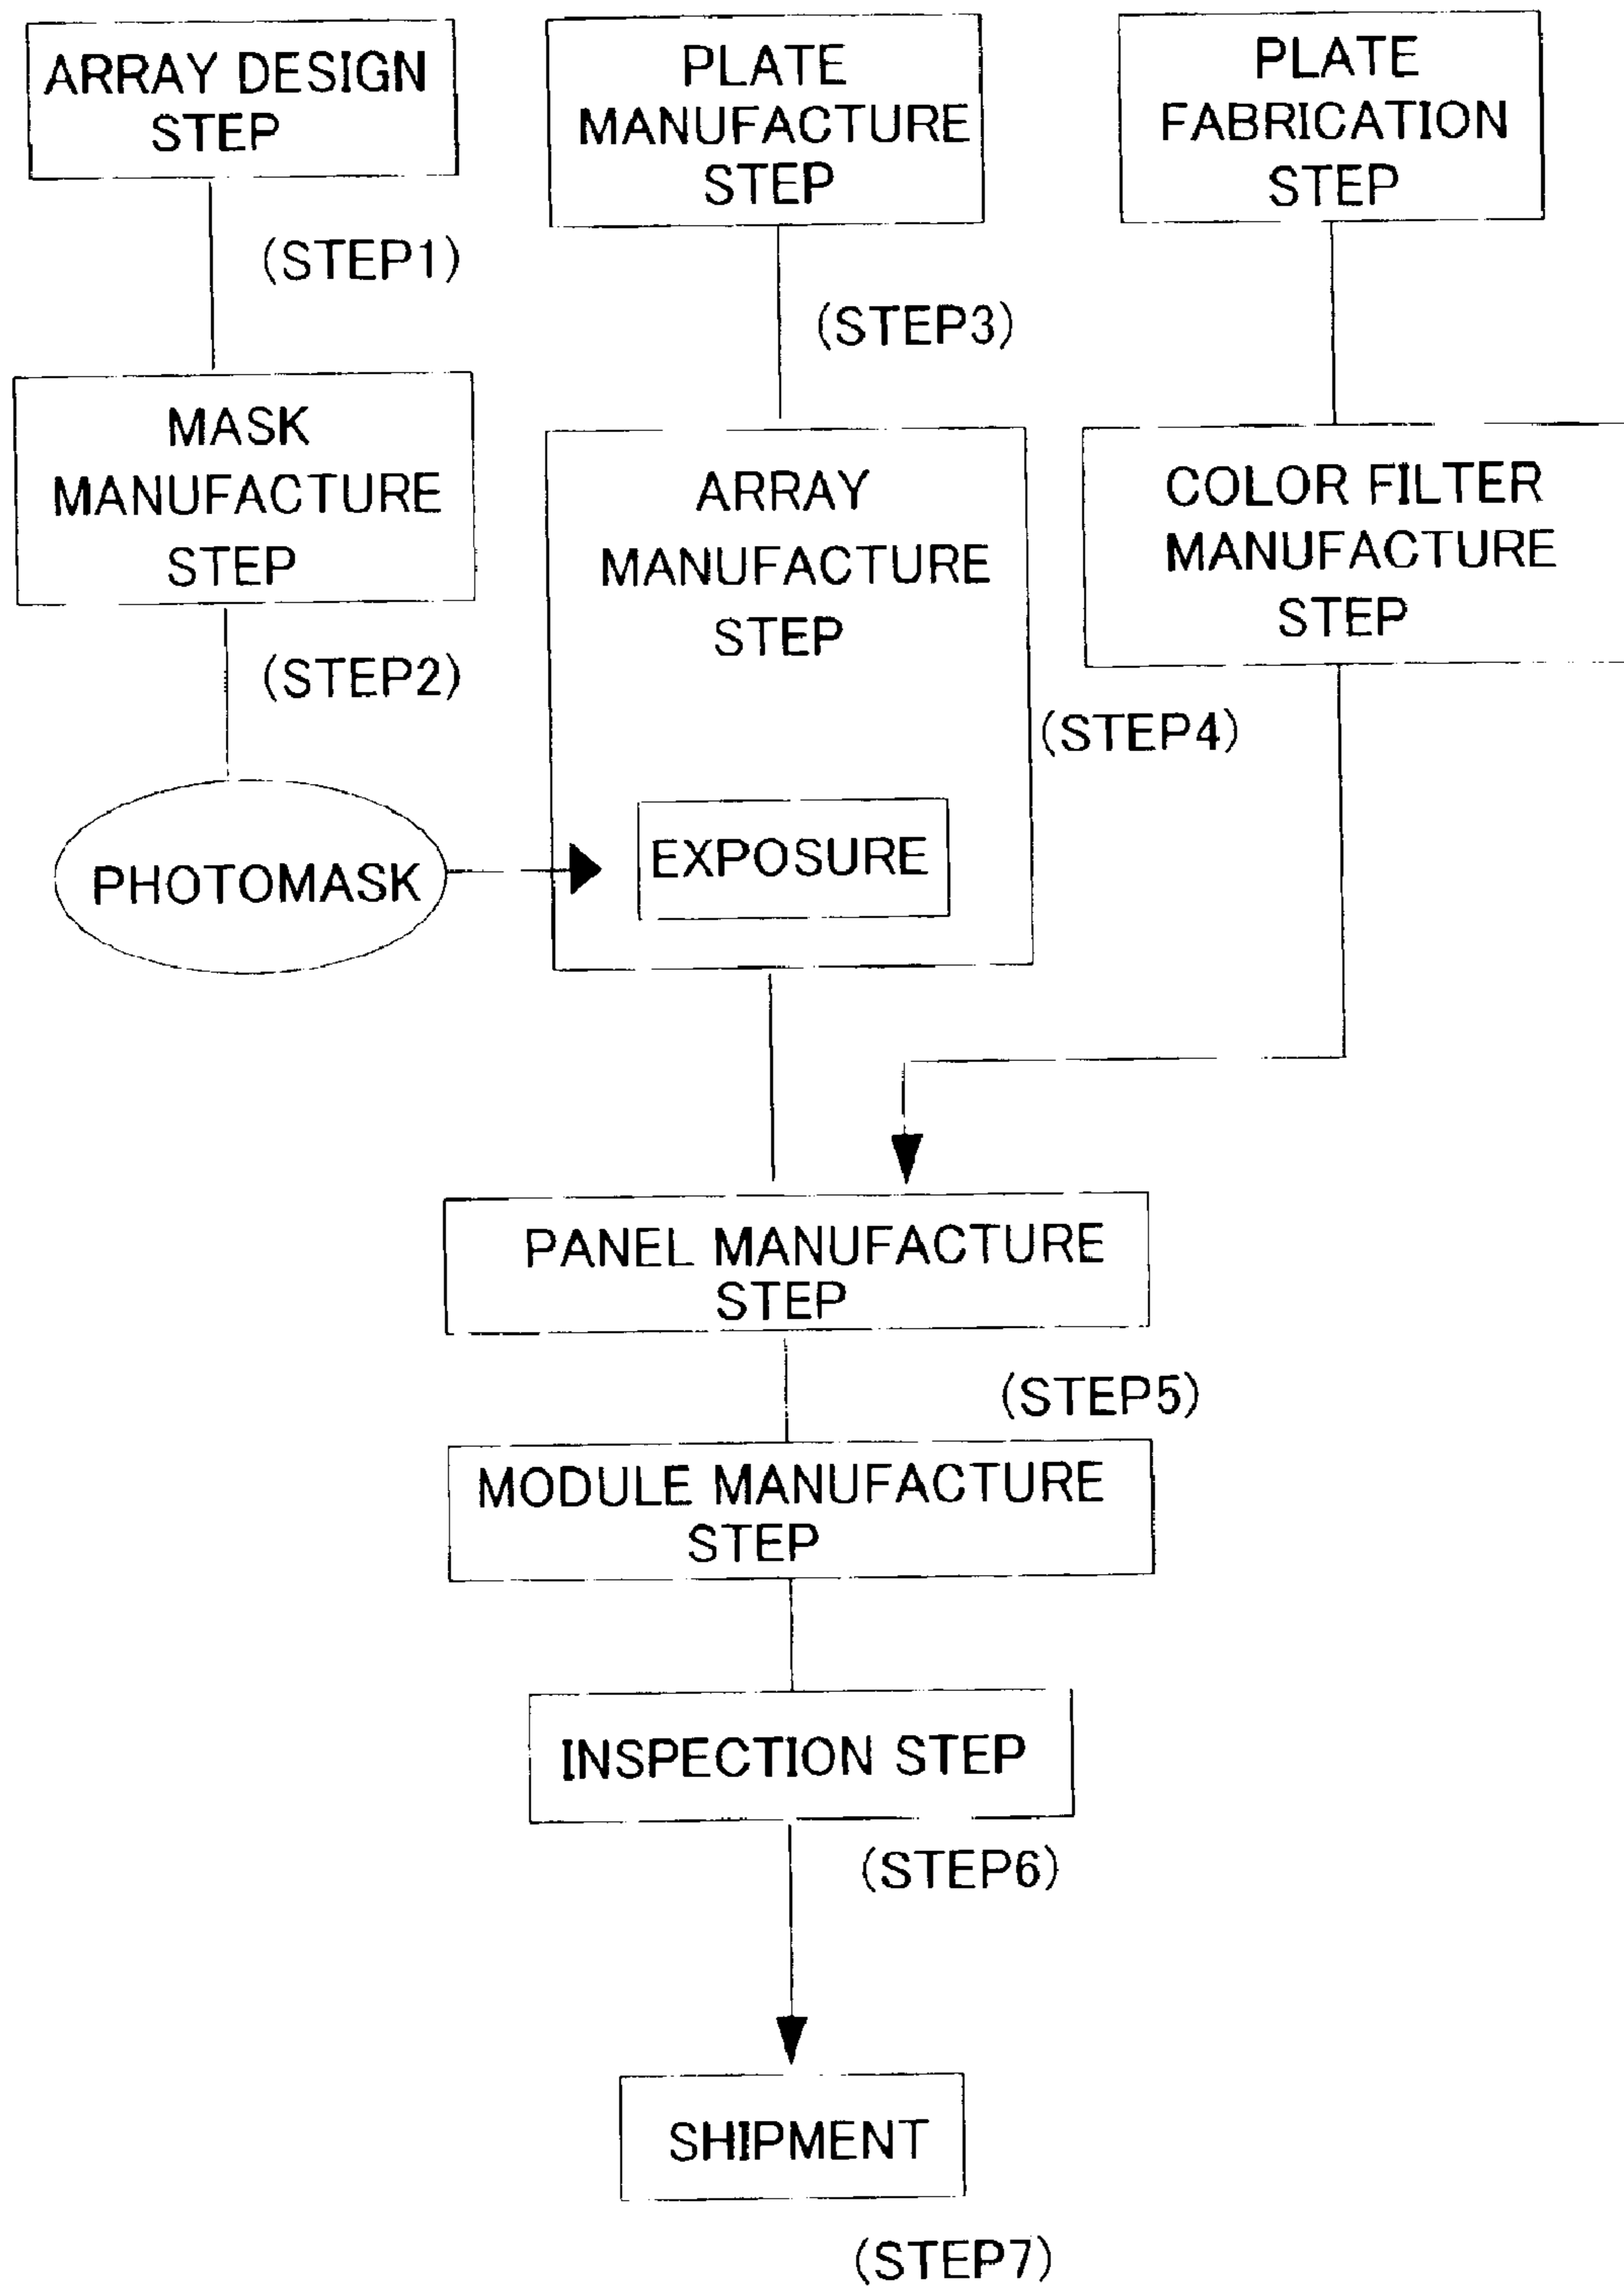 ARRAY DESIGN
STEP
(STEP1)
MASK
MANUFACTURE
STEP
(STEP2)
PHOTOMASK
PLATE
MANUFACTURE
STEP
(STEP3)
ARRAY
MANUFACTURE
STEP
EXPOSURE
(STEP4)
PLATE
FABRICATION
STEP
COLOR FILTER
MANUFACTURE
STEP
PANEL MANUFACTURE
STEP
(STEP5)
MODULE MANUFACTURE
STEP
INSPECTION STEP
(STEP6)
SHIPMENT
(STEP7)